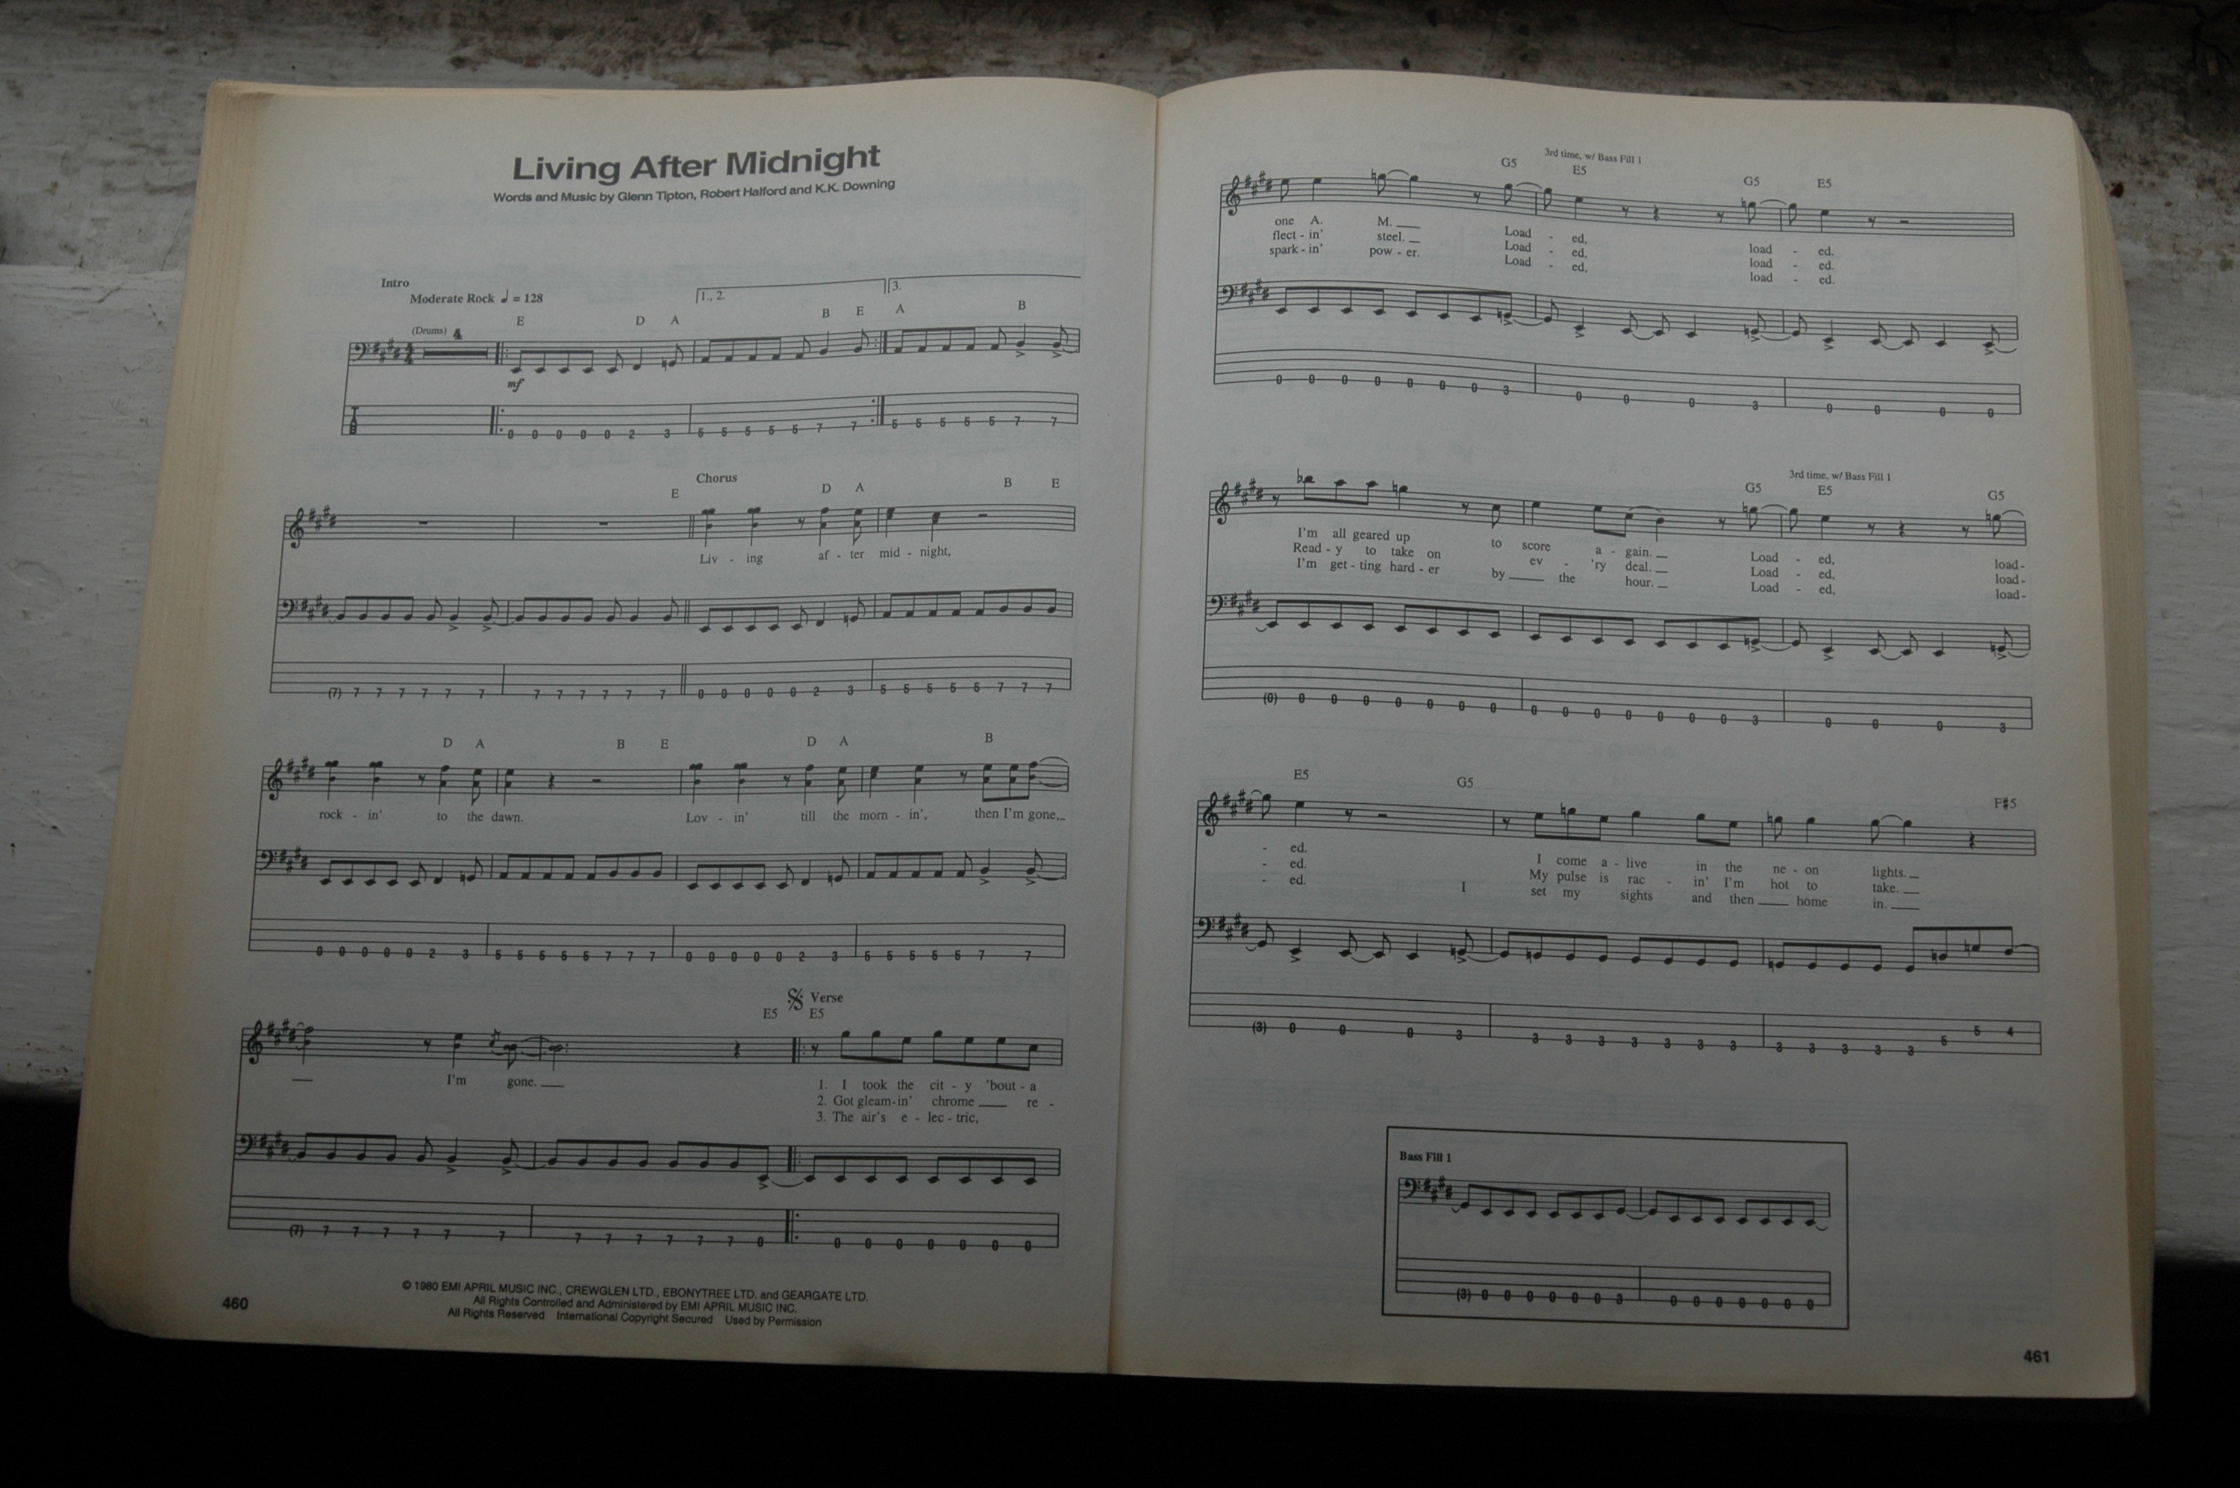 Living After Midnight
Words and Music by Glenn Tipton, Robert Halford and K.K. Downing
Intro
Moderate Rock ♩ = 128
1., 2. 3.
E D A B E A B
(Drums) 4
4 4
mf
T A B
0 0 0 0 0 2 3 5 5 5 5 5 7 7 5 5 5 5 5 7 7
Chorus
E D A B E
Liv - ing af - ter mid - night,
(7) 7 7 7 7 7 7 7 7 7 7 7 7 0 0 0 0 0 2 3 5 5 5 5 5 7 7 7
D A B E D A B
rock - in' to the dawn. Lov - in' till the morn - in', then I'm gone,
0 0 0 0 0 2 3 5 5 5 5 5 7 7 7 0 0 0 0 0 2 3 5 5 5 5 5 7 7
Verse
E5 E5
I'm gone.
1. I took the cit - y 'bout - a
2. Got gleam-in' chrome re -
3. The air's e - lec - tric,
(7) 7 7 7 7 7 7 7 7 7 7 7 7 0 0 0 0 0 0 0 0
© 1980 EMI APRIL MUSIC INC., CREWGLEN LTD., EBONYTREE LTD. and GEARGATE LTD.
All Rights Controlled and Administered by EMI APRIL MUSIC INC.
All Rights Reserved International Copyright Secured Used by Permission
460
3rd time, w/ Bass Fill 1
G5 E5 G5 E5
one A. M. Load - ed, load - ed.
flect - in' steel. Load - ed, load - ed.
spark - in' pow - er. Load - ed, load - ed.
0 0 0 0 0 0 0 3 0 0 0 3 0 0 0 0
3rd time, w/ Bass Fill 1
G5 E5 G5
I'm all geared up to score a - gain. Load - ed, load -
Read - y to take on ev - 'ry deal. Load - ed, load -
I'm get - ting hard - er by the hour. Load - ed, load -
(0) 0 0 0 0 0 0 0 0 0 0 0 0 0 0 3 0 0 0 3
E5 G5 F#5
- ed. I come a - live in the ne - on lights.
- ed. My pulse is rac - in' I'm hot to take.
- ed. I set my sights and then home in.
(3) 0 0 0 3 3 3 3 3 3 3 3 3 3 3 3 3 5 5 4
Bass Fill 1
(3) 0 0 0 0 0 0 3 0 0 0 0 0 0 0
461